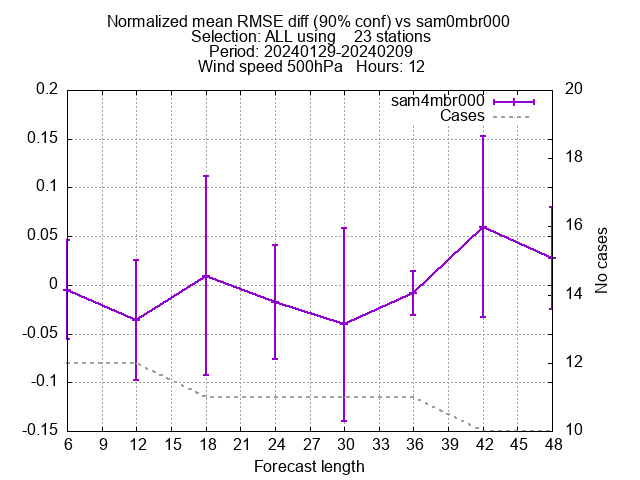 Normalized mean RMSE diff (90% conf) vs sam0mbr000
Selection: ALL using    23 stations
Period: 20240129-20240209
Wind speed 500hPa   Hours: 12
sam4mbr000
Cases
0.2
0.15
0.1
0.05
0
-0.05
-0.1
-0.15
20
18
16
14
12
10
No cases
6 9 12 15 18 21 24 27 30 33 36 39 42 45 48
Forecast length